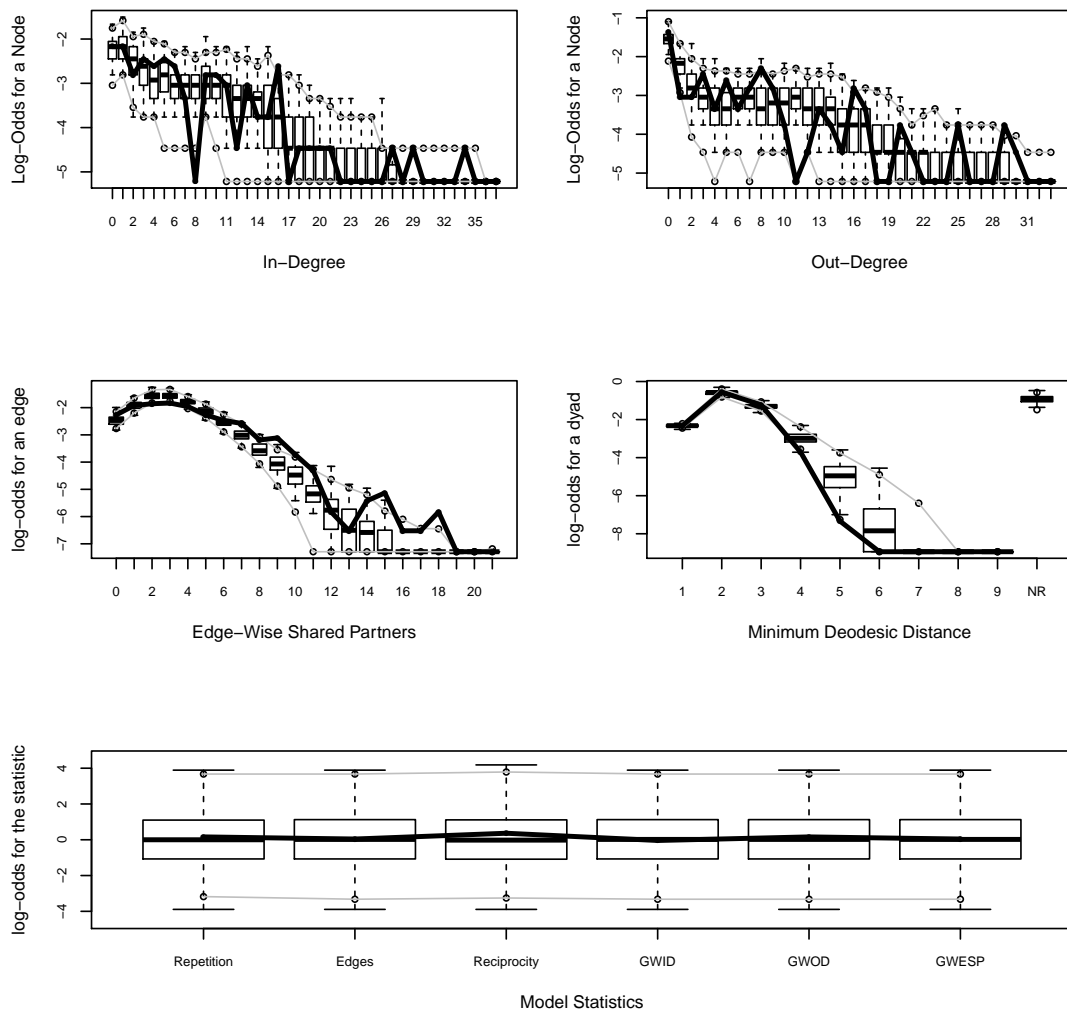 Log−Odds for a Node
−2
−3
−4
−5
0 2 4 6 8 11 14 17 20 23 26 29 32 35
In−Degree
Log−Odds for a Node
−1
−2
−3
−4
−5
0 2 4 6 8 10 13 16 19 22 25 28 31
Out−Degree
log−odds for an edge
−2
−3
−4
−5
−6
−7
0 2 4 6 8 10 12 14 16 18 20
Edge−Wise Shared Partners
log−odds for a dyad
0
−2
−4
−6
−8
1 2 3 4 5 6 7 8 9 NR
Minimum Deodesic Distance
log−odds for the statistic
4
2
0
−2
−4
Repetition Edges Reciprocity GWID GWOD GWESP
Model Statistics